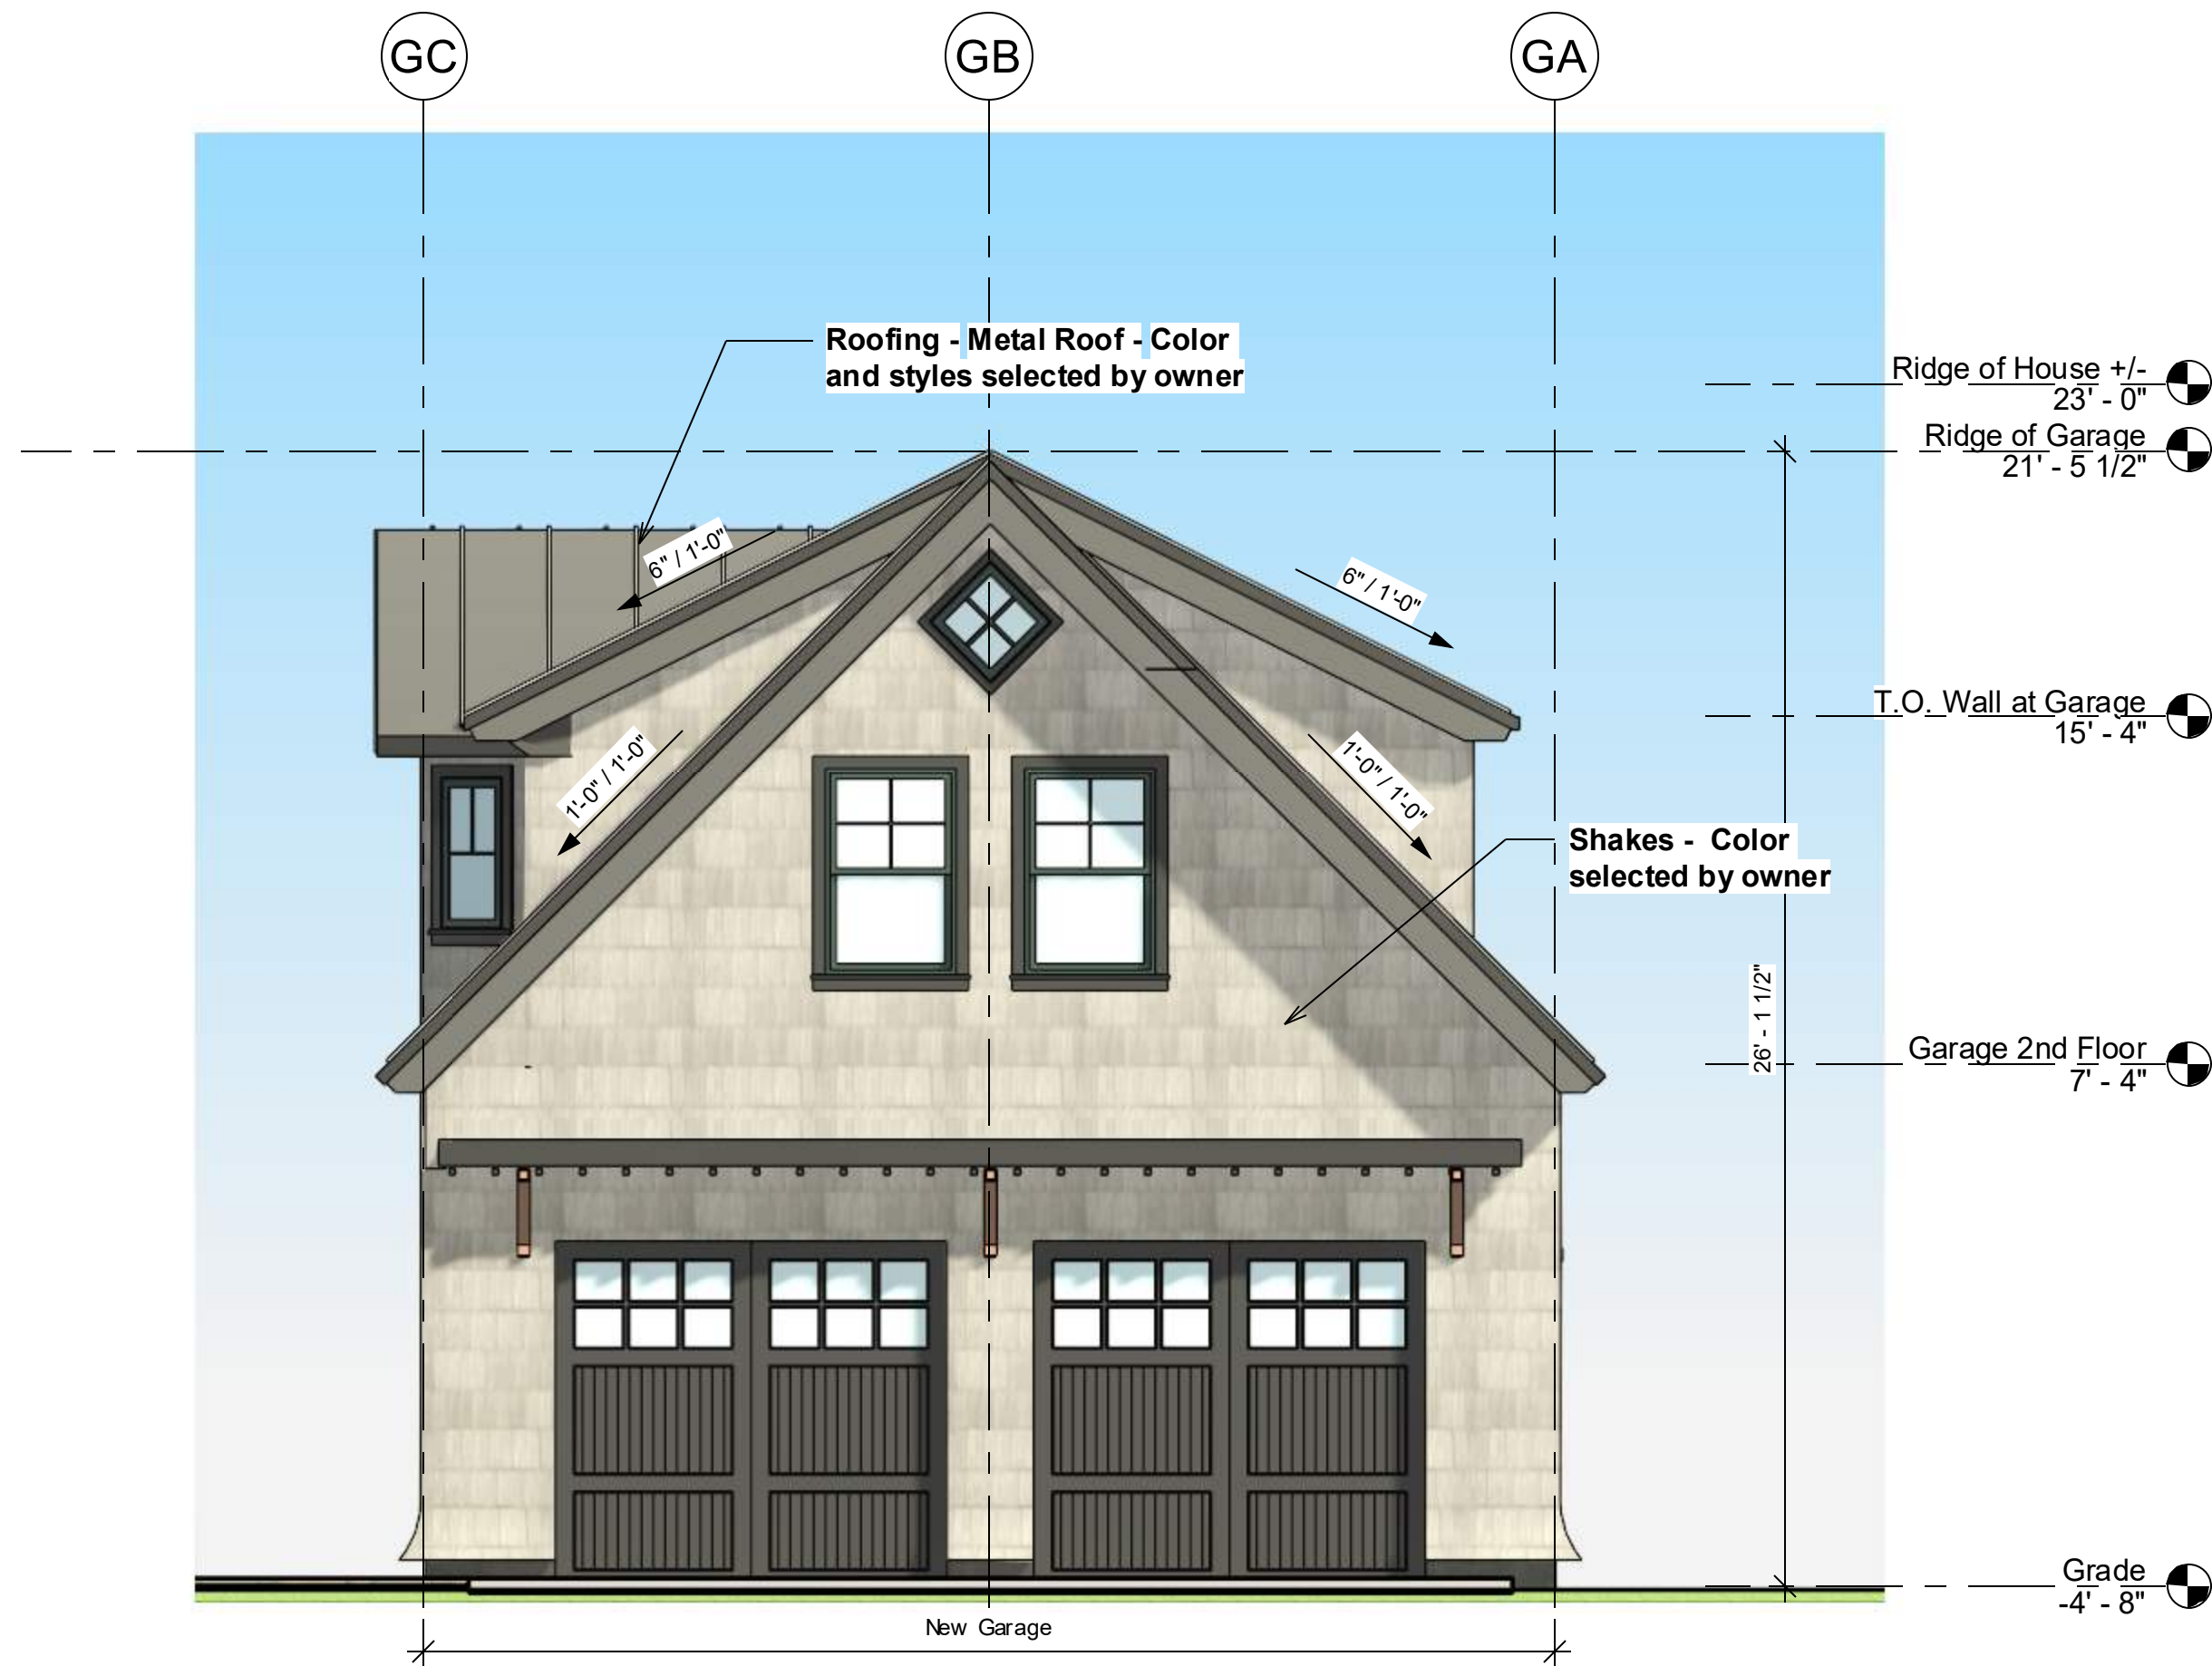 GC
GB
GA
Roofing - Metal Roof - Color
and styles selected by owner
Ridge of House +/-
23' - 0"
Ridge of Garage
21' - 5 1/2"
6" / 1'-0"
6" / 1'-0"
T.O. Wall at Garage
15' - 4"
1'-0" / 1'-0"
1'-0" / 1'-0"
Shakes - Color
selected by owner
26' - 1 1/2"
Garage 2nd Floor
7' - 4"
Grade
-4' - 8"
New Garage